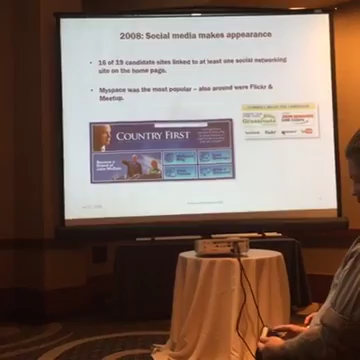 2008: Social media makes appearance
• 16 of 19 candidate sites linked to at least one social networking
site on the home page.
• Myspace was the most popular – also around were Flickr &
Meetup.
COUNTRY FIRST